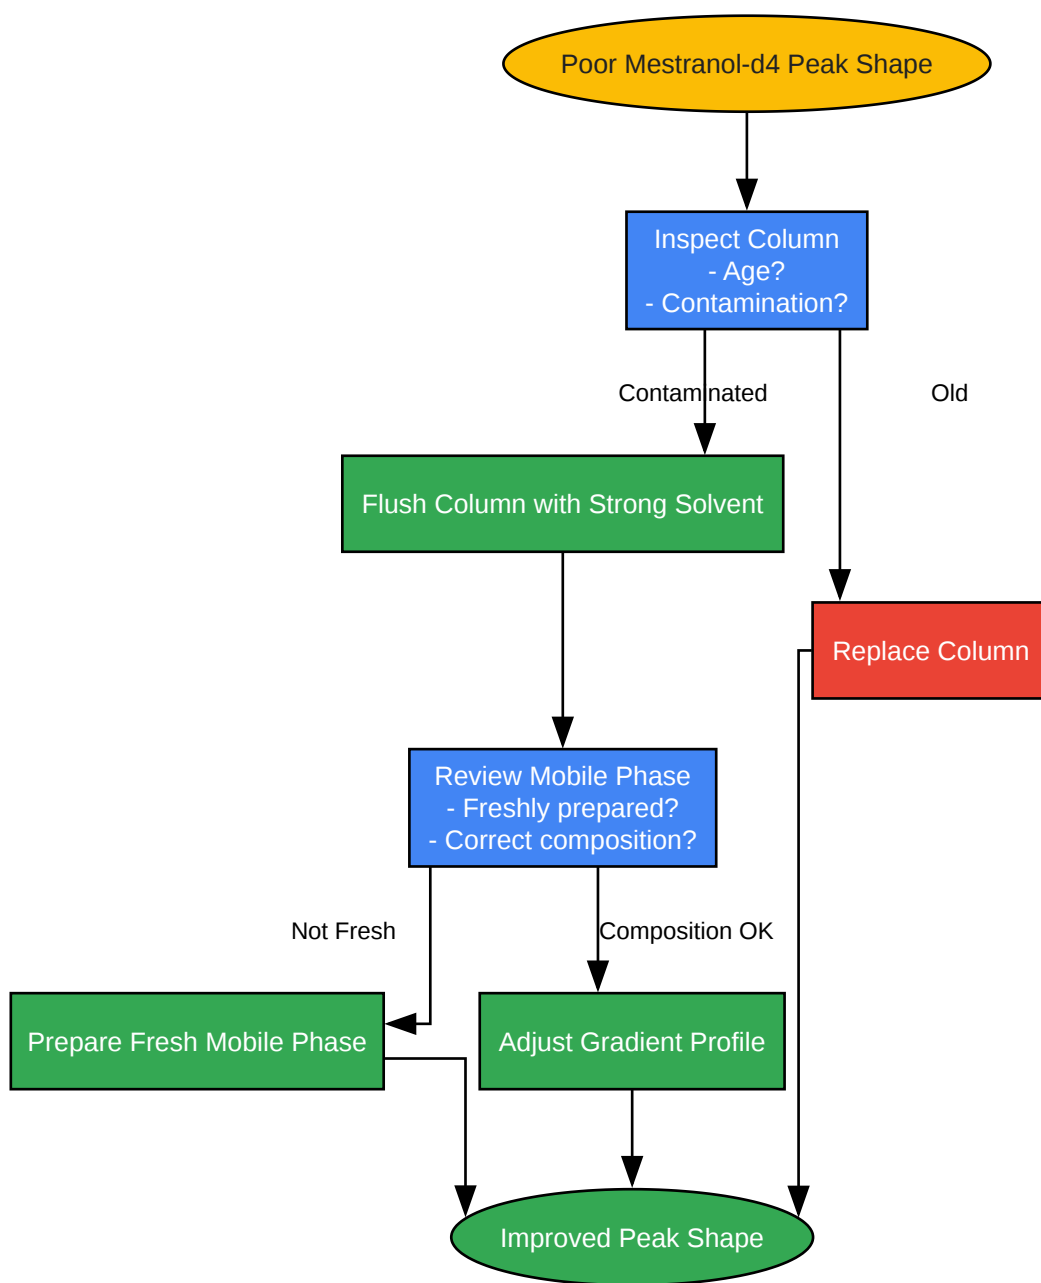 Poor Mestranol-d4 Peak Shape
Inspect Column
- Age?
- Contamination?
Contaminated
Old
Flush Column with Strong Solvent
Replace Column
Review Mobile Phase
- Freshly prepared?
- Correct composition?
Not Fresh
Composition OK
Prepare Fresh Mobile Phase
Adjust Gradient Profile
Improved Peak Shape